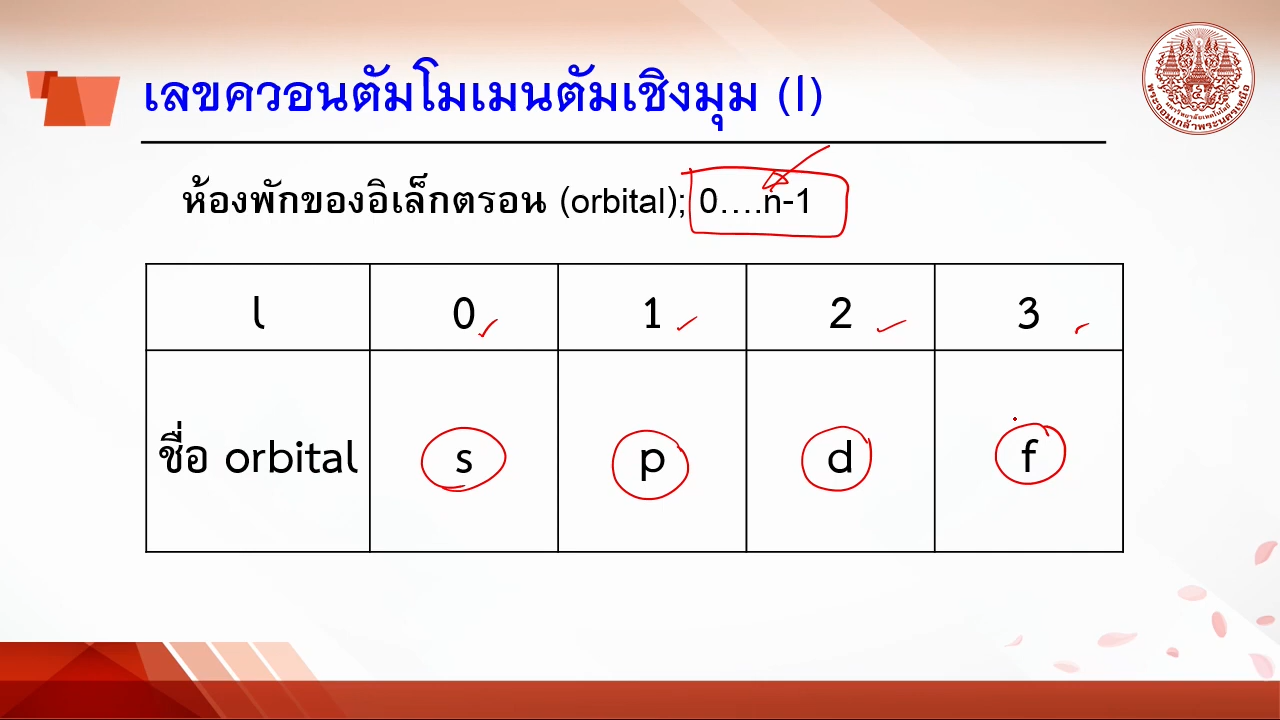 เลขควอนตัมโมเมนตัมเชิงมุม (l)
ห้องพักของอิเล็กตรอน (orbital); 0....n-1
l 0 1 2 3
ชื่อ orbital s p d f